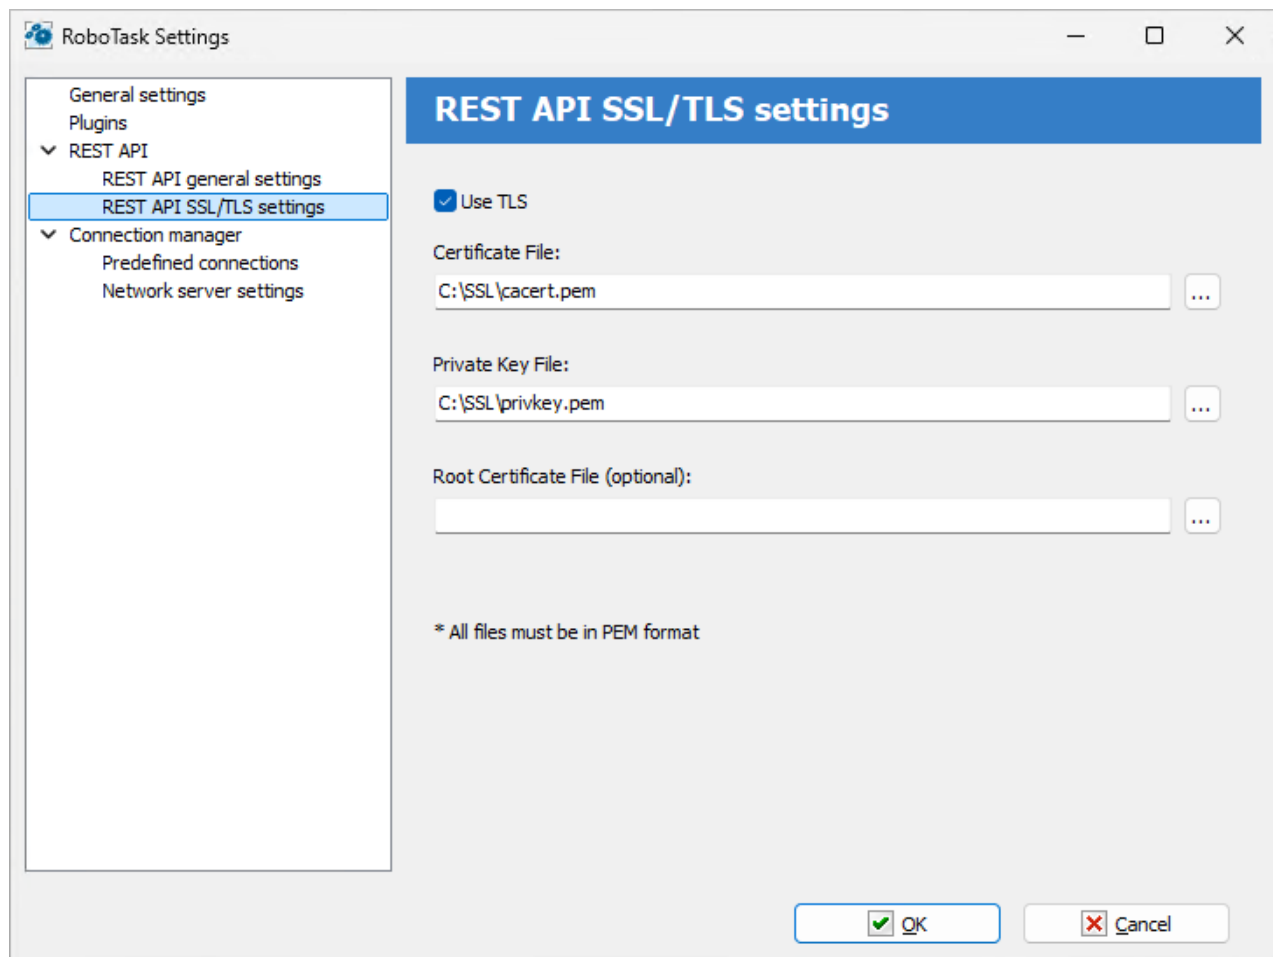 RoboTask Settings
General settings
Plugins
REST API
REST API general settings
REST API SSL/TLS settings
Connection manager
Predefined connections
Network server settings
REST API SSL/TLS settings
Use TLS
Certificate File:
C:\SSL\cacert.pem
...
Private Key File:
C:\SSL\privkey.pem
...
Root Certificate File (optional):
...
* All files must be in PEM format
OK
Cancel